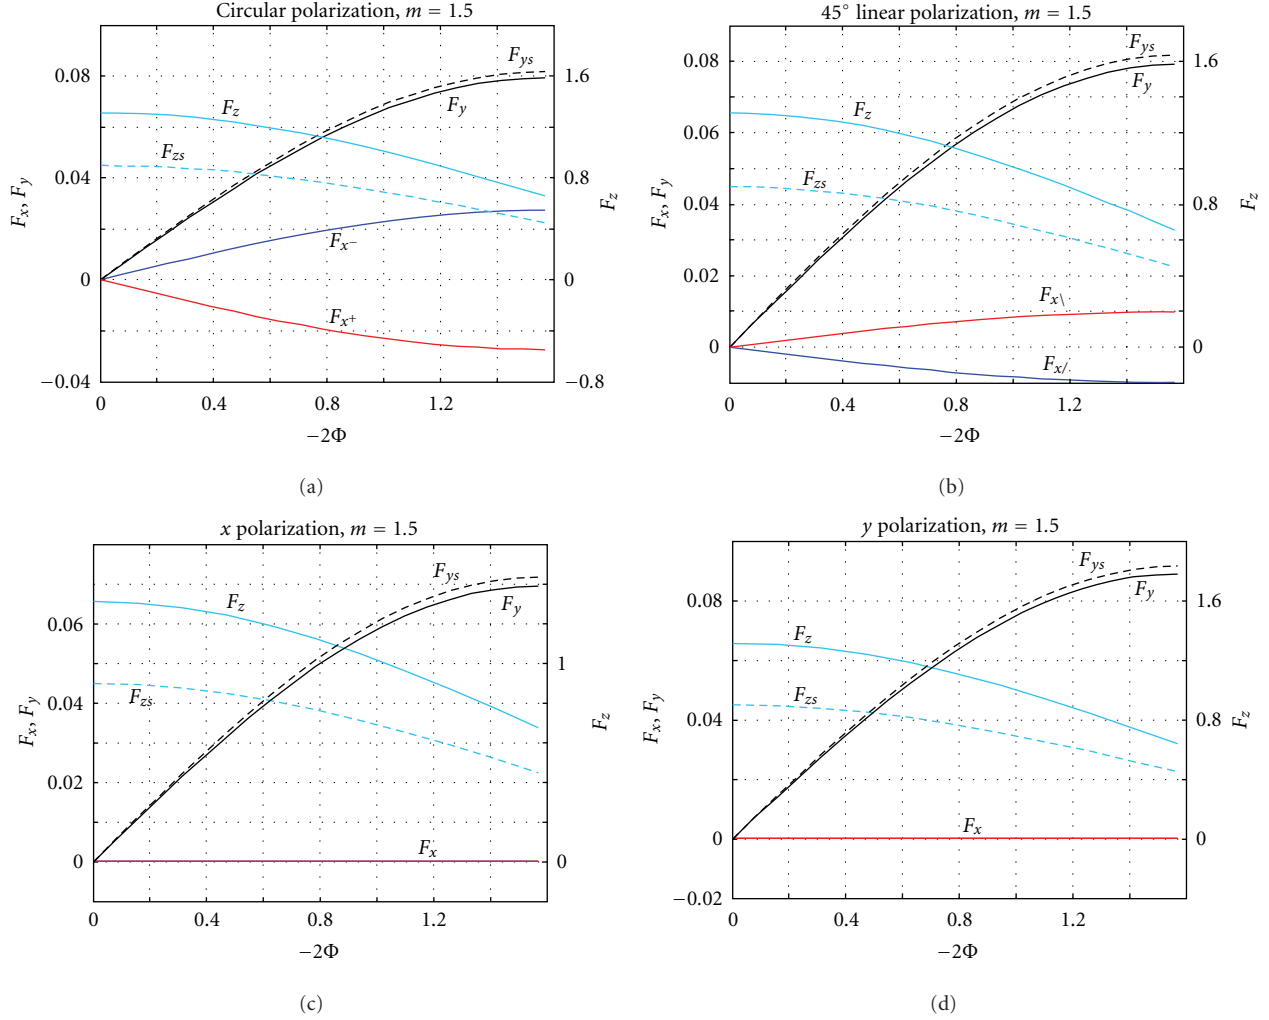 Circular polarization, m = 1.5
F_ys
F_y
F_z
F_zs
F_x−
F_x+
0.08
0.04
0
−0.04
1.6
0.8
0
−0.8
F_x, F_y
F_z
0 0.4 0.8 1.2
−2Φ
(a)
45° linear polarization, m = 1.5
F_ys
F_y
F_z
F_zs
F_x\
F_x/
0.08
0.06
0.04
0.02
0
1.6
0.8
0
F_x, F_y
F_z
0 0.4 0.8 1.2
−2Φ
(b)
x polarization, m = 1.5
F_ys
F_y
F_z
F_zs
F_x
0.06
0.04
0.02
0
1
0
F_x, F_y
F_z
0 0.4 0.8 1.2
−2Φ
(c)
y polarization, m = 1.5
F_ys
F_y
F_z
F_zs
F_x
0.08
0.04
0
−0.02
1.6
0.8
0
F_x, F_y
F_z
0 0.4 0.8 1.2
−2Φ
(d)